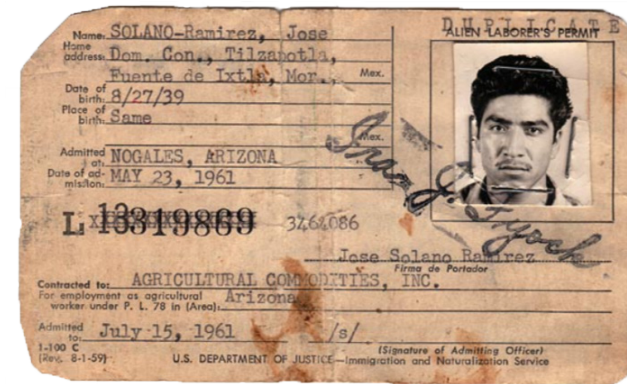 DUPLICATE
ALIEN LABORER'S PERMIT
Name: SOLANO-Ramirez, Jose
Home address: Dom. Con., Tilzapotla,
Fuente de Ixtla, Mor., Mex.
Date of birth: 8/27/39
Place of birth: Same
Mex.
Admitted at: NOGALES, ARIZONA
Date of admission: MAY 23, 1961
L 13319869 3464086
Jose Solano Ramirez
Firma de Portador
Contracted to: AGRICULTURAL COMMODITIES, INC.
For employment as agricultural worker under P. L. 78 in (Area): Arizona
Admitted to: July 15, 1961 /s/
(Signature of Admitting Officer)
1-100 C
(Rev. 8-1-59) U.S. DEPARTMENT OF JUSTICE—Immigration and Naturalization Service